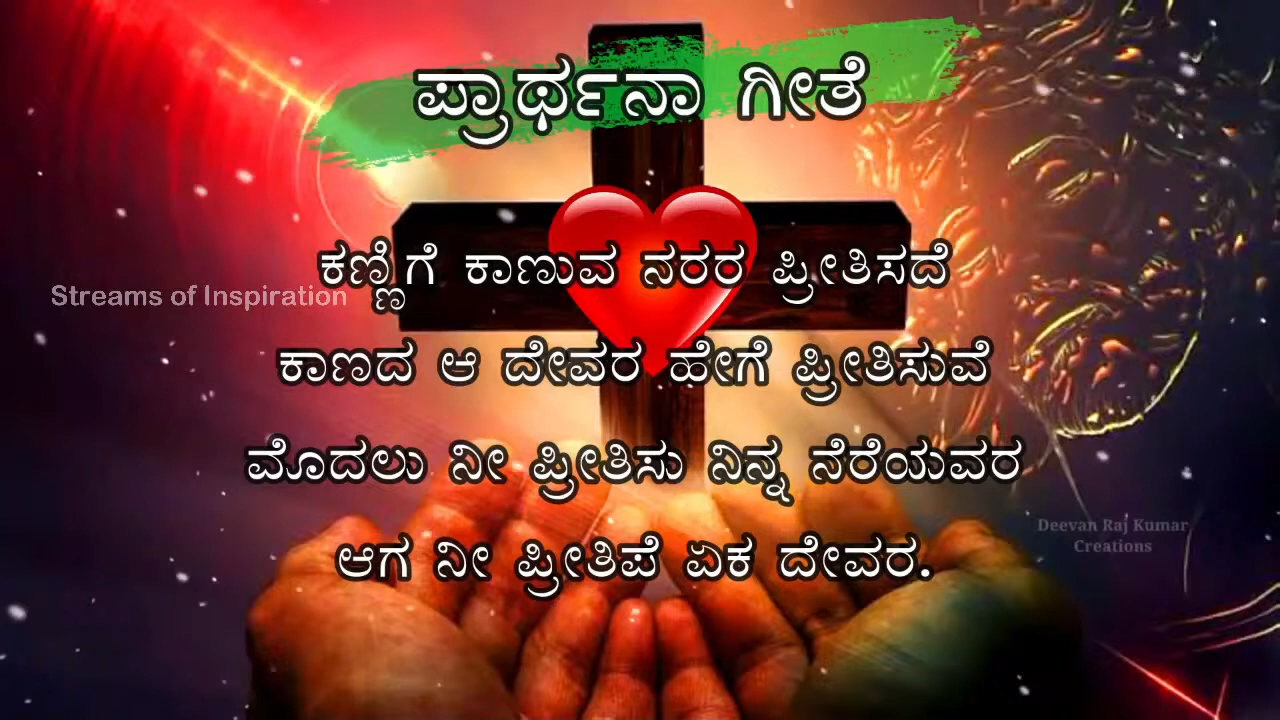 ಪ್ರಾರ್ಥನಾ ಗೀತೆ
ಕಣ್ಣಿಗೆ ಕಾಣುವ ನರರ ಪ್ರೀತಿಸದೆ
Streams of Inspiration
ಕಾಣದ ಆ ದೇವರ ಹೇಗೆ ಪ್ರೀತಿಸುವೆ
ಮೊದಲು ನೀ ಪ್ರೀತಿಸು ನಿನ್ನ ನೆರೆಯವರ
Deevan Raj Kumar
Creations
ಆಗ ನೀ ಪ್ರೀತಿಪೆ ಏಕ ದೇವರ.